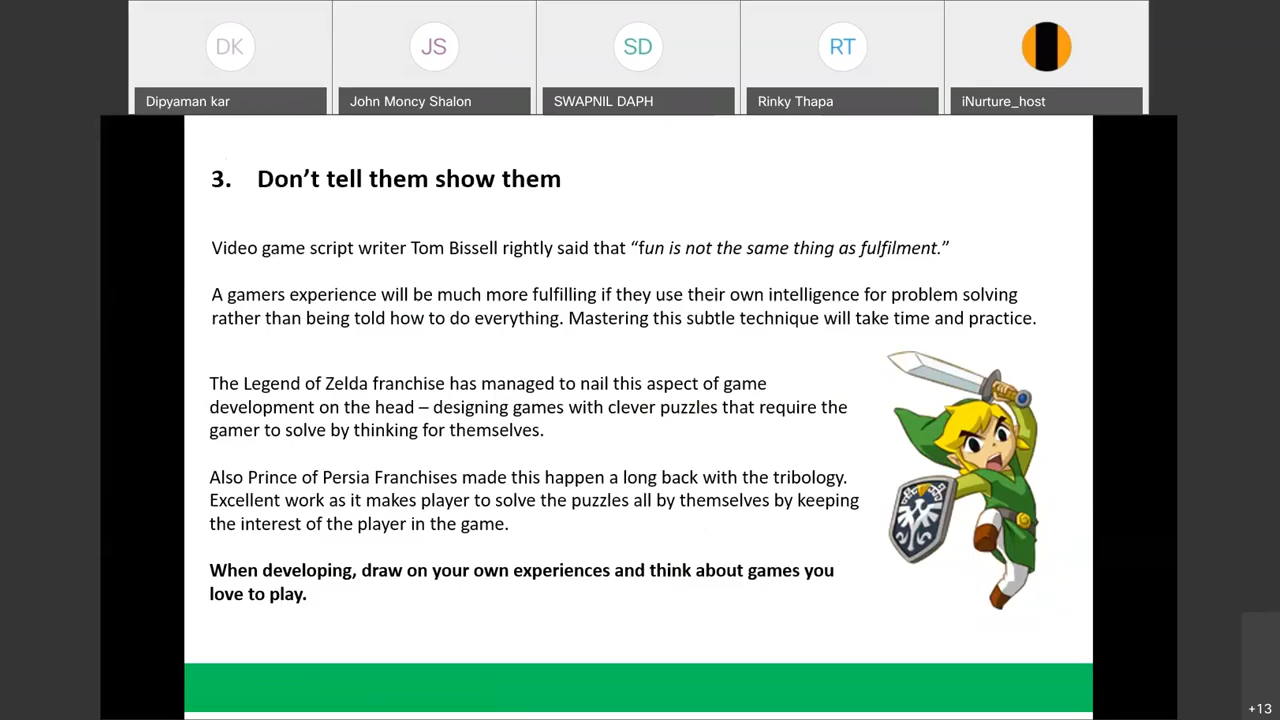 DK
JS
SD
RT
Dipyaman kar
John Moncy Shalon
SWAPNIL DAPH
Rinky Thapa
iNurture_host
3. Don’t tell them show them
Video game script writer Tom Bissell rightly said that “fun is not the same thing as fulfilment.”
A gamers experience will be much more fulfilling if they use their own intelligence for problem solving
rather than being told how to do everything. Mastering this subtle technique will take time and practice.
The Legend of Zelda franchise has managed to nail this aspect of game
development on the head – designing games with clever puzzles that require the
gamer to solve by thinking for themselves.
Also Prince of Persia Franchises made this happen a long back with the tribology.
Excellent work as it makes player to solve the puzzles all by themselves by keeping
the interest of the player in the game.
When developing, draw on your own experiences and think about games you
love to play.
+13